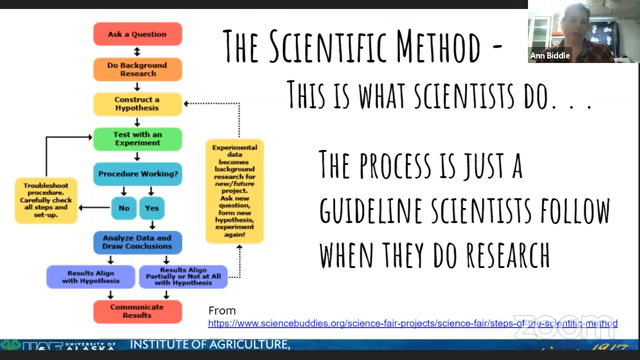 Ask a Question
Do Background
Research
Construct a
Hypothesis
Test with an
Experiment
Procedure Working?
No
Yes
Troubleshoot
procedure.
Carefully check
all steps and
set-up.
Experimental
data
becomes
background
research for
new/future
project.
Ask new
question,
form new
hypothesis,
experiment
again!
Analyze Data and
Draw Conclusions
Results Align
with Hypothesis
Results Align
Partially or Not at All
with Hypothesis
Communicate
Results
The Scientific Method -
This is what scientists do. . .
The process is just a
guideline scientists follow
when they do research
From
https://www.sciencebuddies.org/science-fair-projects/science-fair/steps-of-the-scientific-method
Ann Biddle
zoom
UNIVERSITY OF
ALASKA
INSTITUTE OF AGRICULTURE,
1917